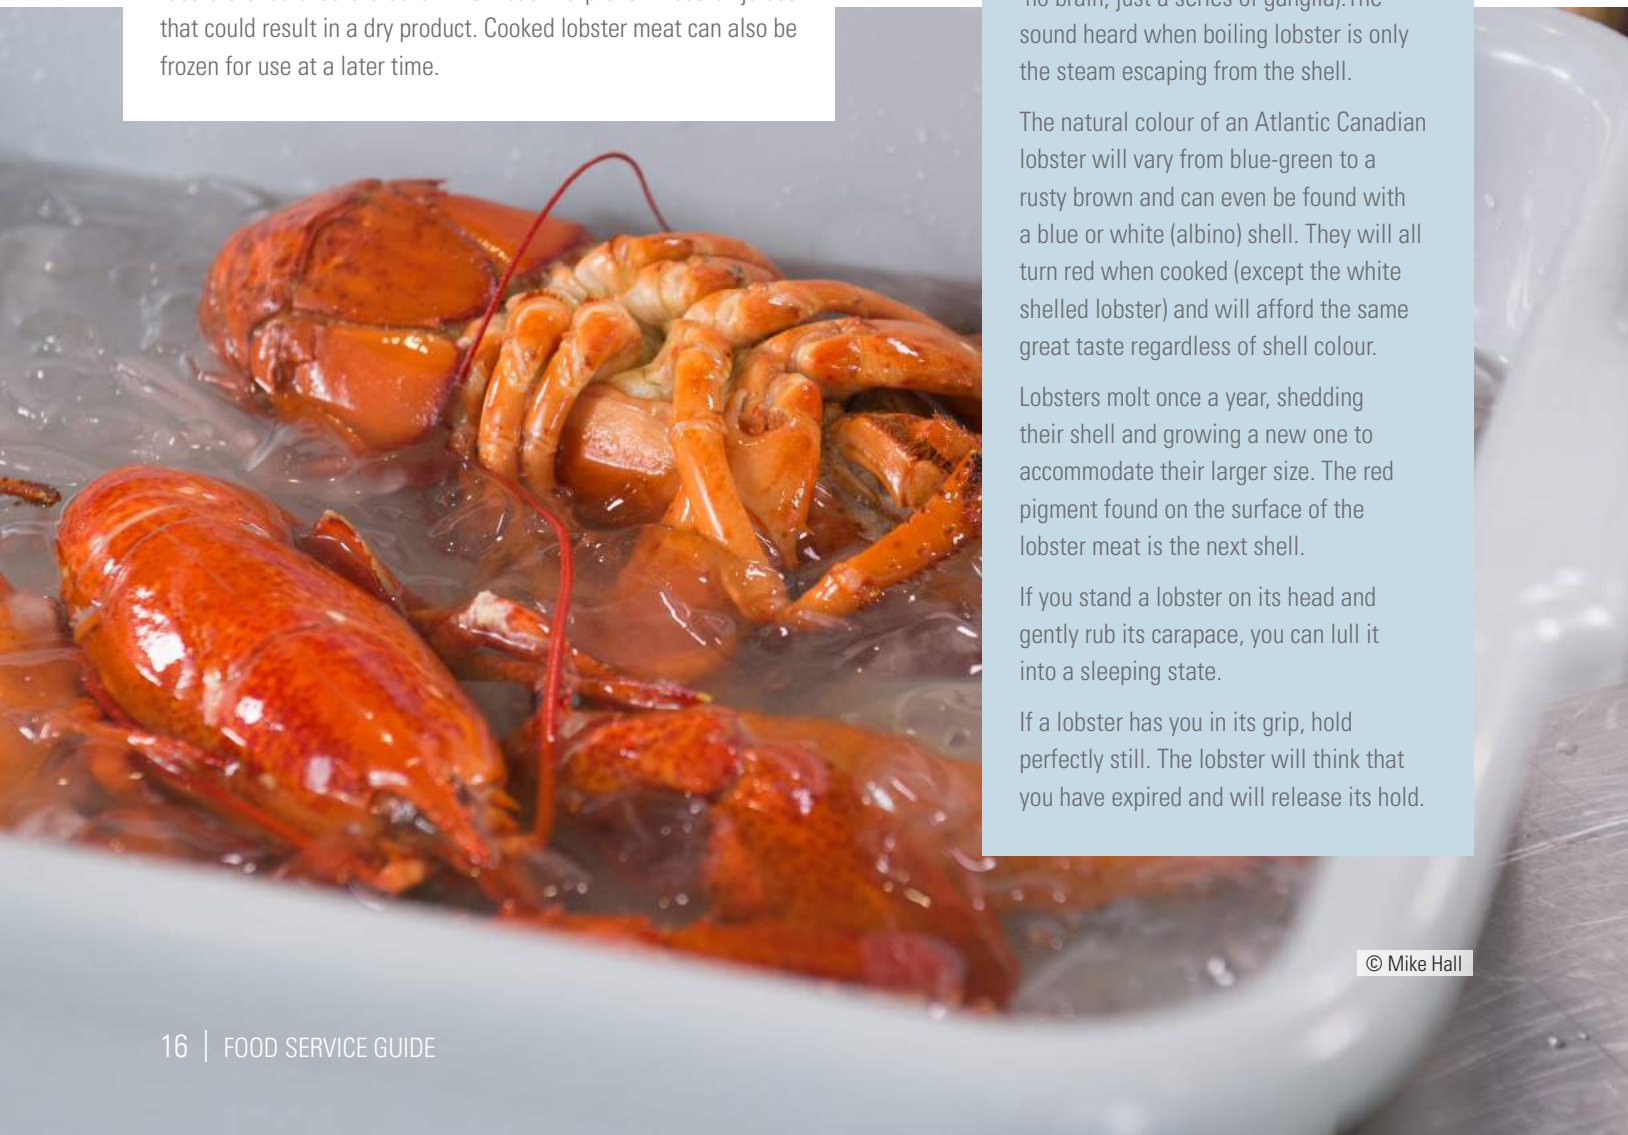 that could result in a dry product. Cooked lobster meat can also be
frozen for use at a later time.
no brain, just a series of ganglia). The
sound heard when boiling lobster is only
the steam escaping from the shell.
The natural colour of an Atlantic Canadian
lobster will vary from blue-green to a
rusty brown and can even be found with
a blue or white (albino) shell. They will all
turn red when cooked (except the white
shelled lobster) and will afford the same
great taste regardless of shell colour.
Lobsters molt once a year, shedding
their shell and growing a new one to
accommodate their larger size. The red
pigment found on the surface of the
lobster meat is the next shell.
If you stand a lobster on its head and
gently rub its carapace, you can lull it
into a sleeping state.
If a lobster has you in its grip, hold
perfectly still. The lobster will think that
you have expired and will release its hold.
© Mike Hall
16 | FOOD SERVICE GUIDE